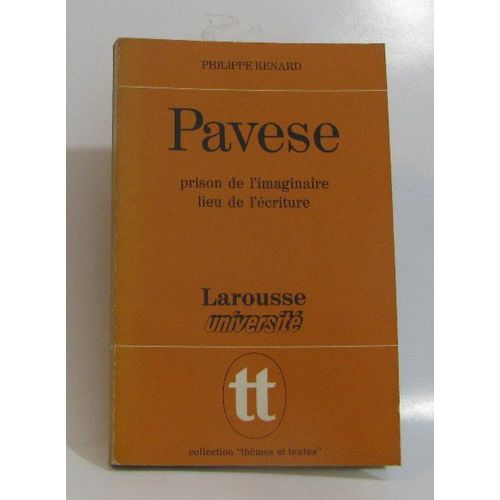 PHILIPPE RENARD
Pavese
prison de l'imaginaire
lieu de l'écriture
Larousse
université
tt
collection "thèmes et textes"